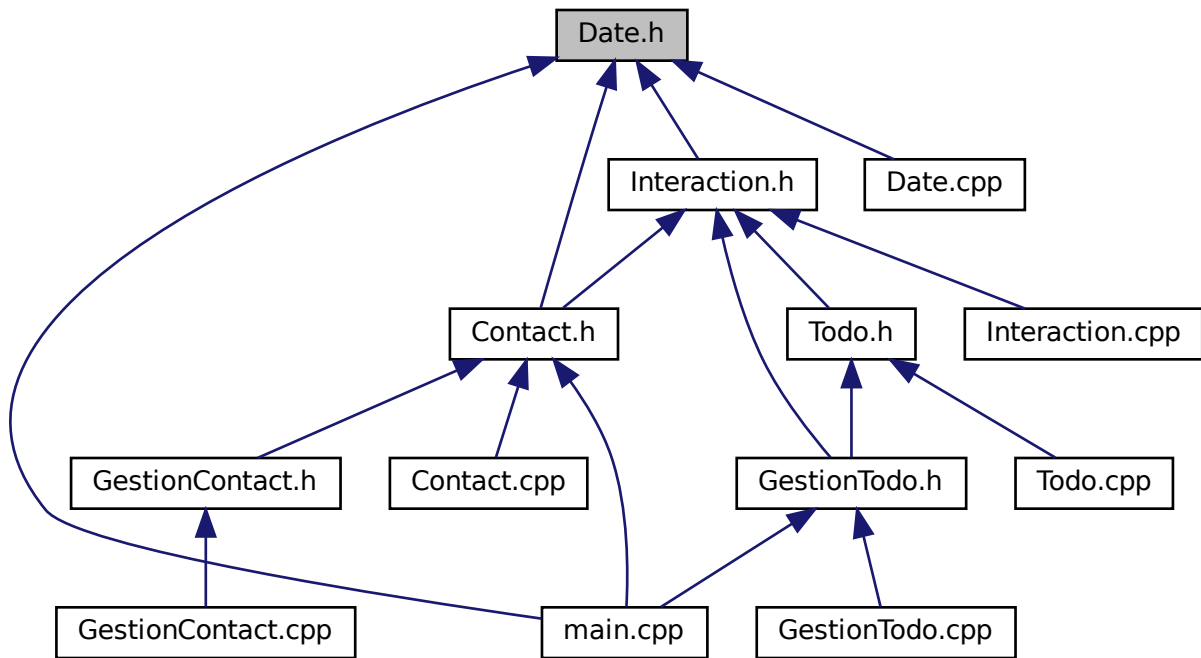 Date.h
Interaction.h
Date.cpp
Contact.h
Todo.h
Interaction.cpp
GestionContact.h
Contact.cpp
GestionTodo.h
Todo.cpp
GestionContact.cpp
main.cpp
GestionTodo.cpp